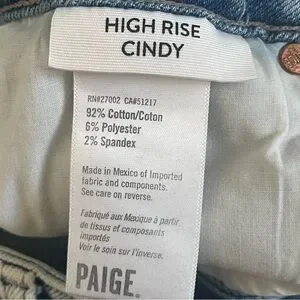 HIGH RISE
CINDY
RN#27002 CA#51217
92% Cotton/Coton
6% Polyester
2% Spandex
Made in Mexico of Imported
fabric and components.
See care on reverse.
Fabriqué aux Mexique à partir
de tissus et composants
importés
Voir le soin sur l'inverse.
PAIGE